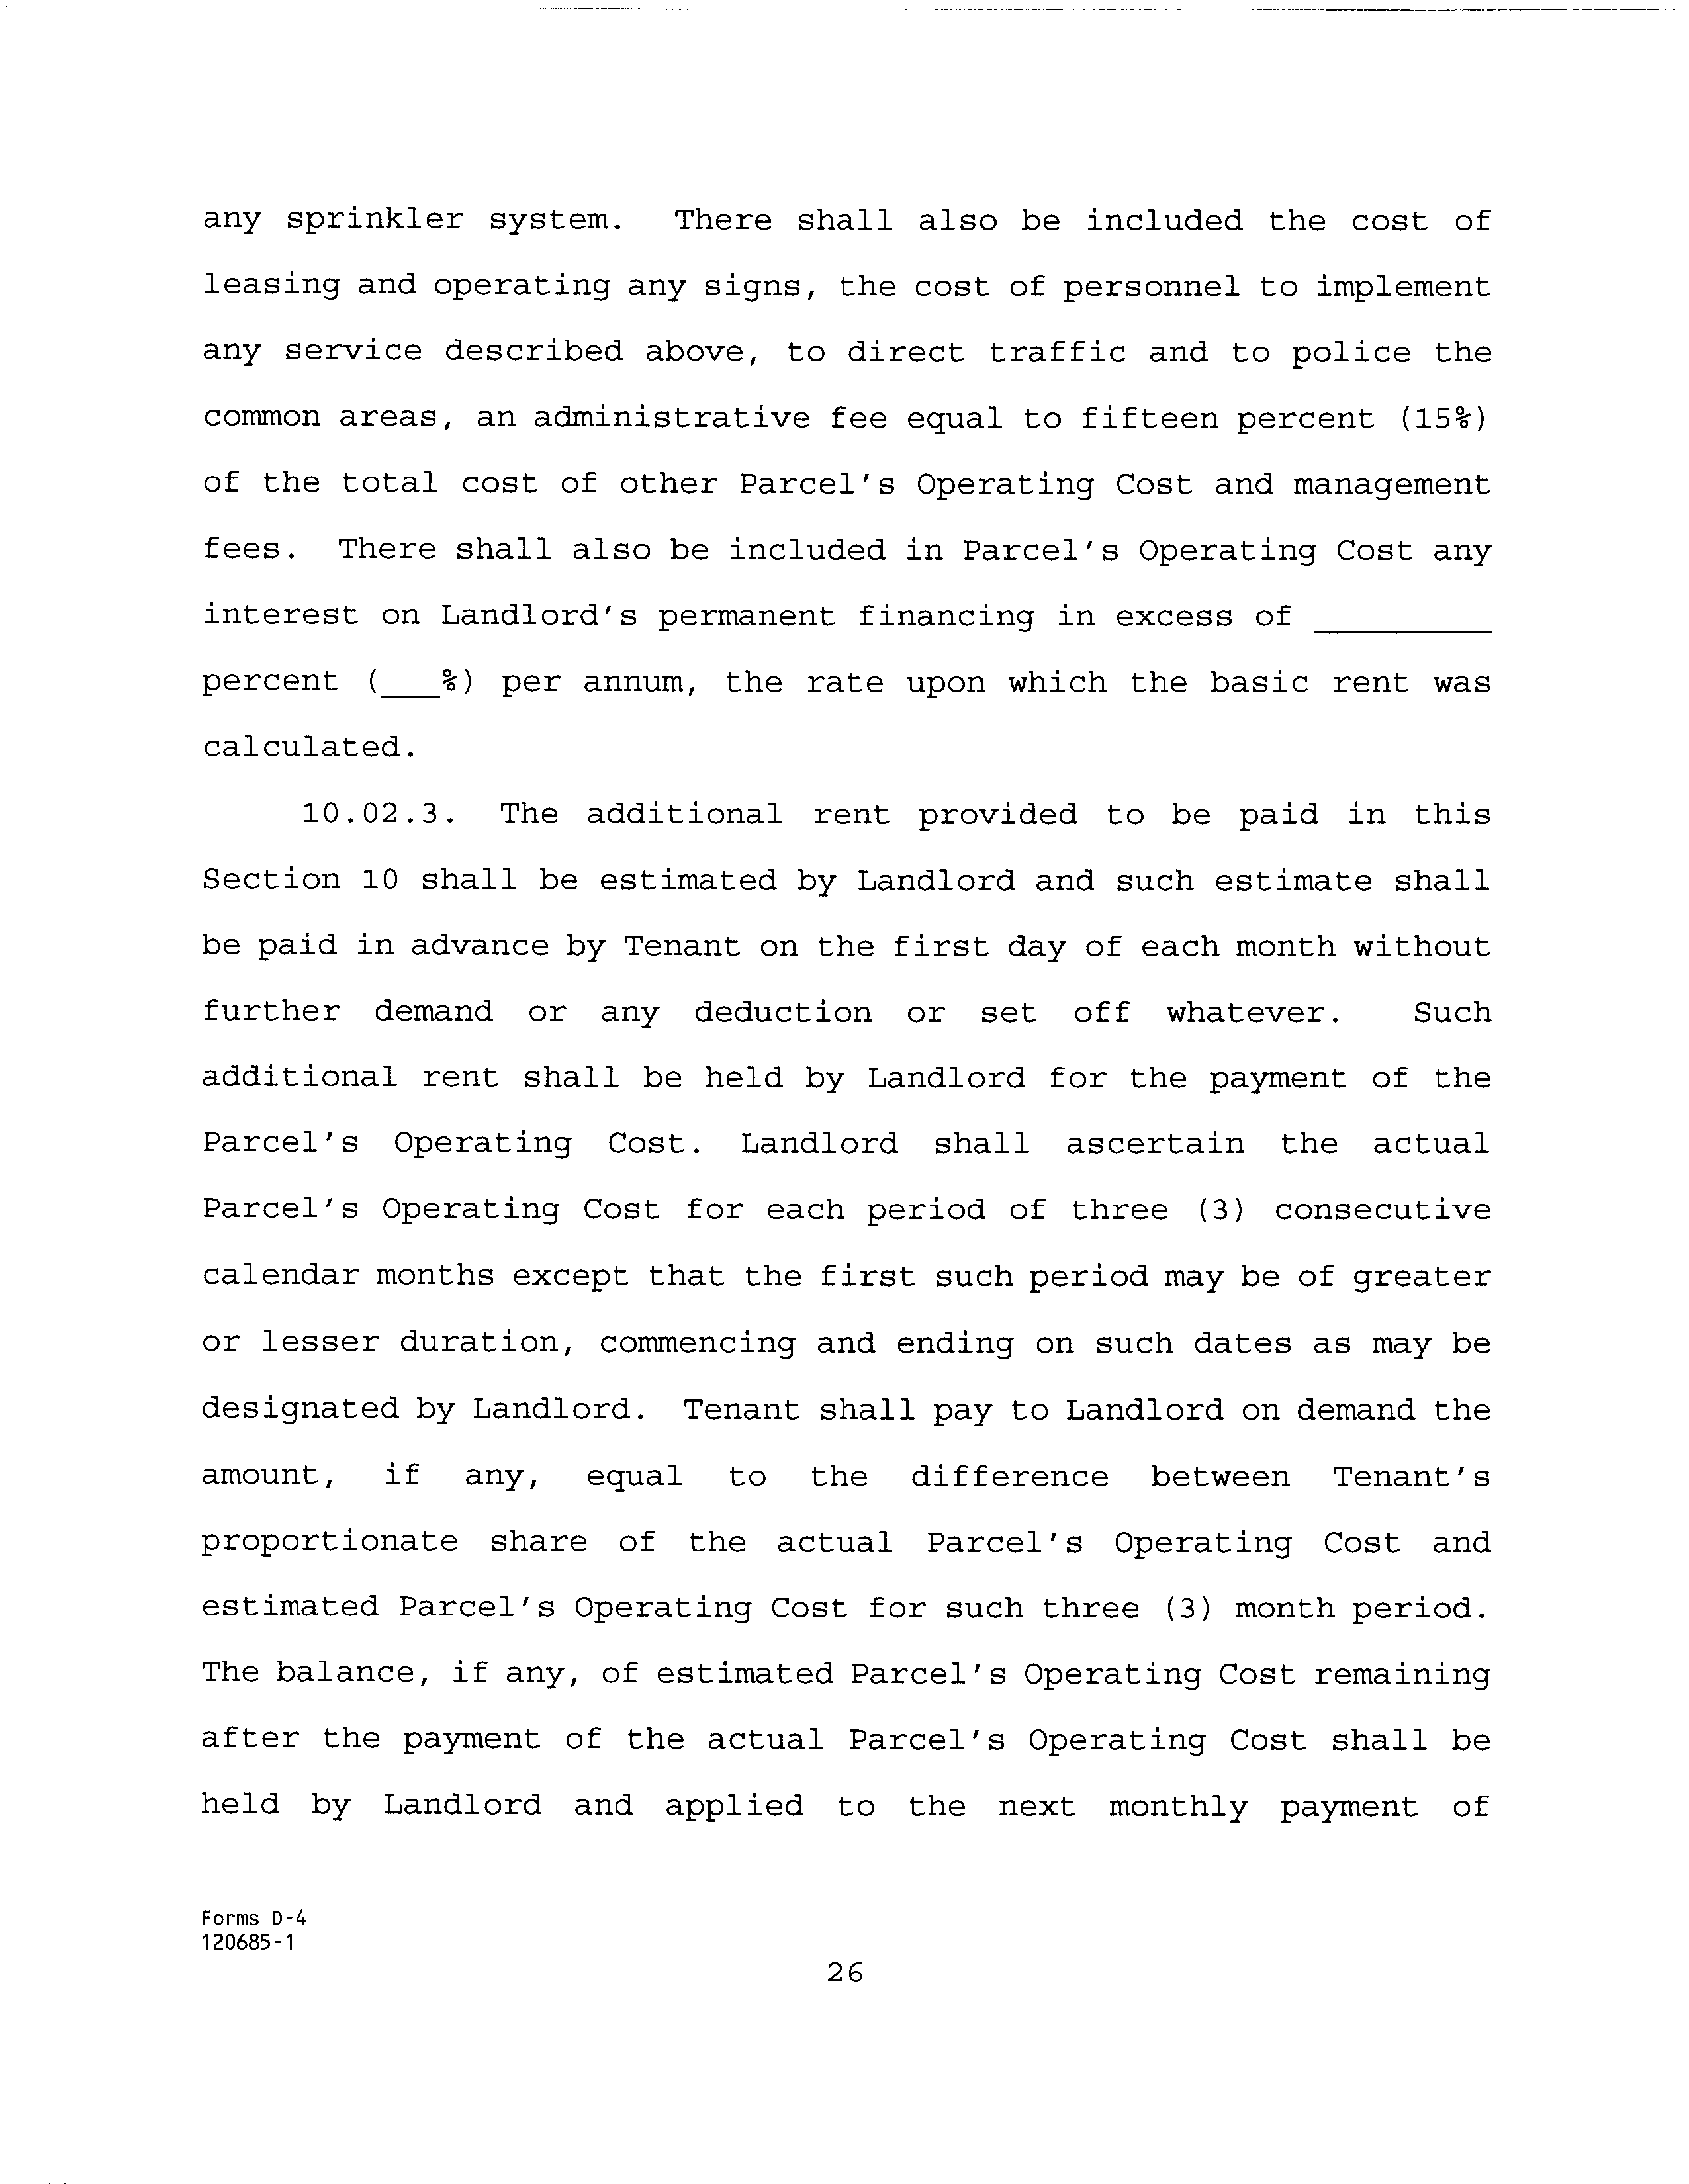 any sprinkler system. There shall also be included the cost of
leasing and operating any signs, the cost of personnel to implement
any service described above, to direct traffic and to police the
common areas, an administrative fee equal to fifteen percent (15%)
of the total cost of other Parcel's Operating Cost and management
fees. There shall also be included in Parcel's Operating Cost any
interest on Landlord's permanent financing in excess of _________
percent (___%) per annum, the rate upon which the basic rent was
calculated.
10.02.3. The additional rent provided to be paid in this
Section 10 shall be estimated by Landlord and such estimate shall
be paid in advance by Tenant on the first day of each month without
further demand or any deduction or set off whatever. Such
additional rent shall be held by Landlord for the payment of the
Parcel's Operating Cost. Landlord shall ascertain the actual
Parcel's Operating Cost for each period of three (3) consecutive
calendar months except that the first such period may be of greater
or lesser duration, commencing and ending on such dates as may be
designated by Landlord. Tenant shall pay to Landlord on demand the
amount, if any, equal to the difference between Tenant's
proportionate share of the actual Parcel's Operating Cost and
estimated Parcel's Operating Cost for such three (3) month period.
The balance, if any, of estimated Parcel's Operating Cost remaining
after the payment of the actual Parcel's Operating Cost shall be
held by Landlord and applied to the next monthly payment of
Forms D-4
120685-1
26